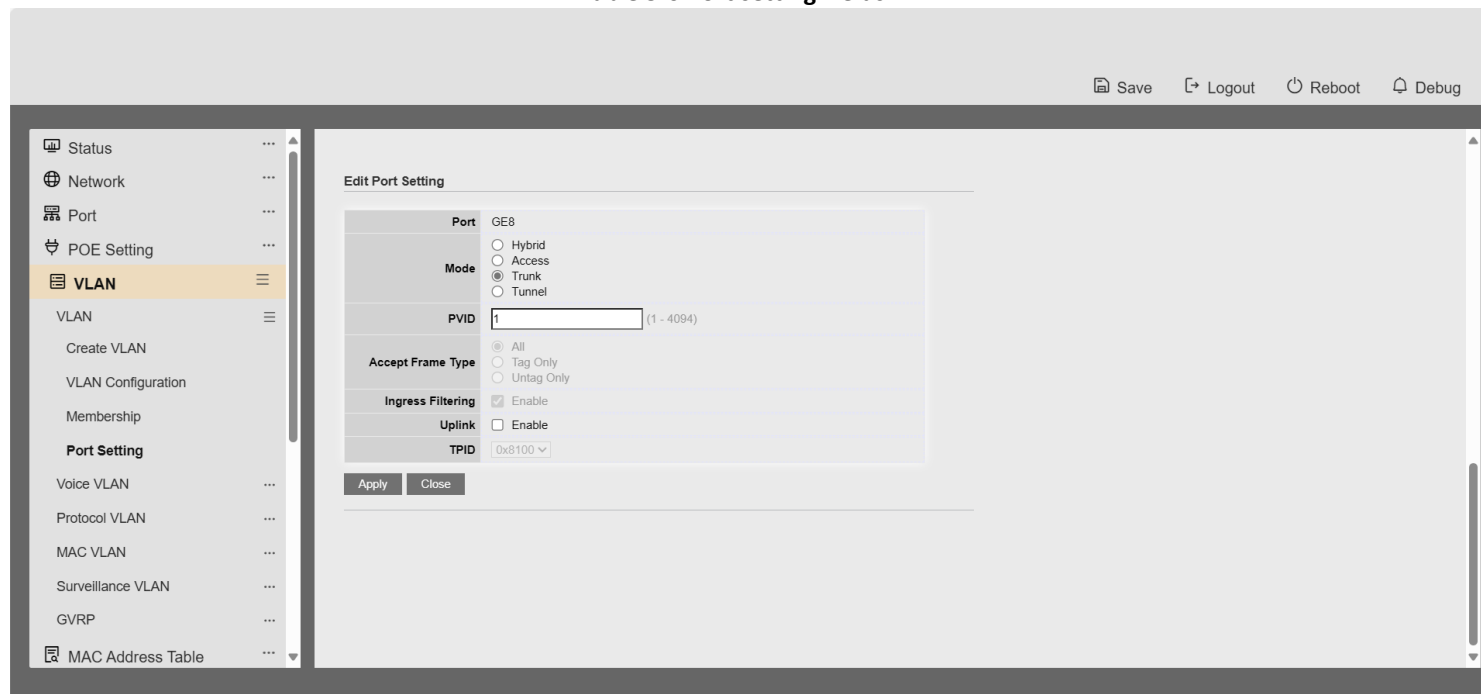 Save Logout Reboot Debug
Status
Network
Port
POE Setting
VLAN
VLAN
Create VLAN
VLAN Configuration
Membership
Port Setting
Voice VLAN
Protocol VLAN
MAC VLAN
Surveillance VLAN
GVRP
MAC Address Table
Edit Port Setting
Port GE8
Mode
Hybrid
Access
Trunk
Tunnel
PVID 1 (1 - 4094)
Accept Frame Type
All
Tag Only
Untag Only
Ingress Filtering Enable
Uplink Enable
TPID 0x8100
Apply Close